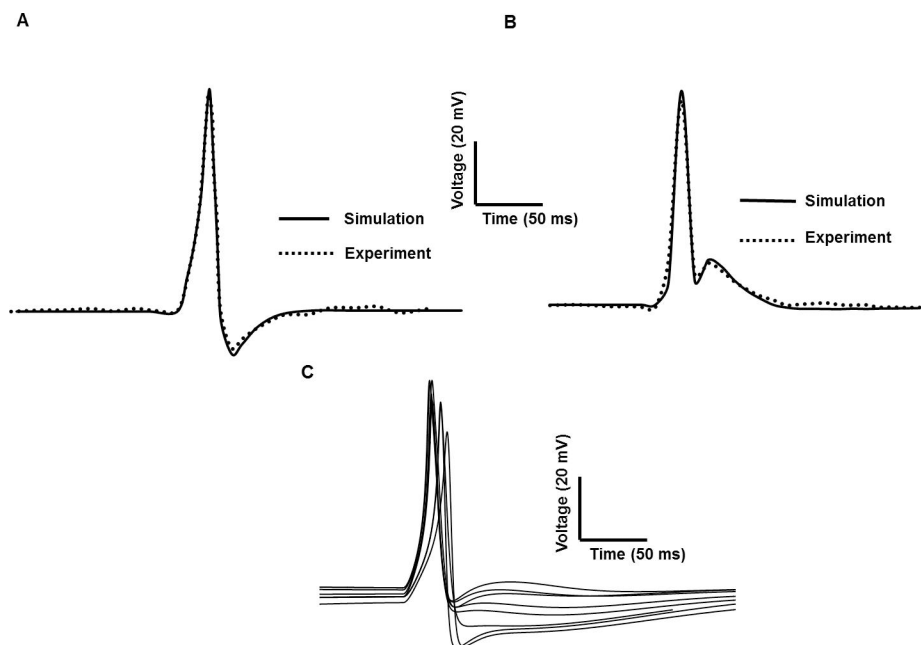 A
B
Voltage (20 mV)
Time (50 ms)
Simulation
Experiment
Simulation
Experiment
C
Voltage (20 mV)
Time (50 ms)